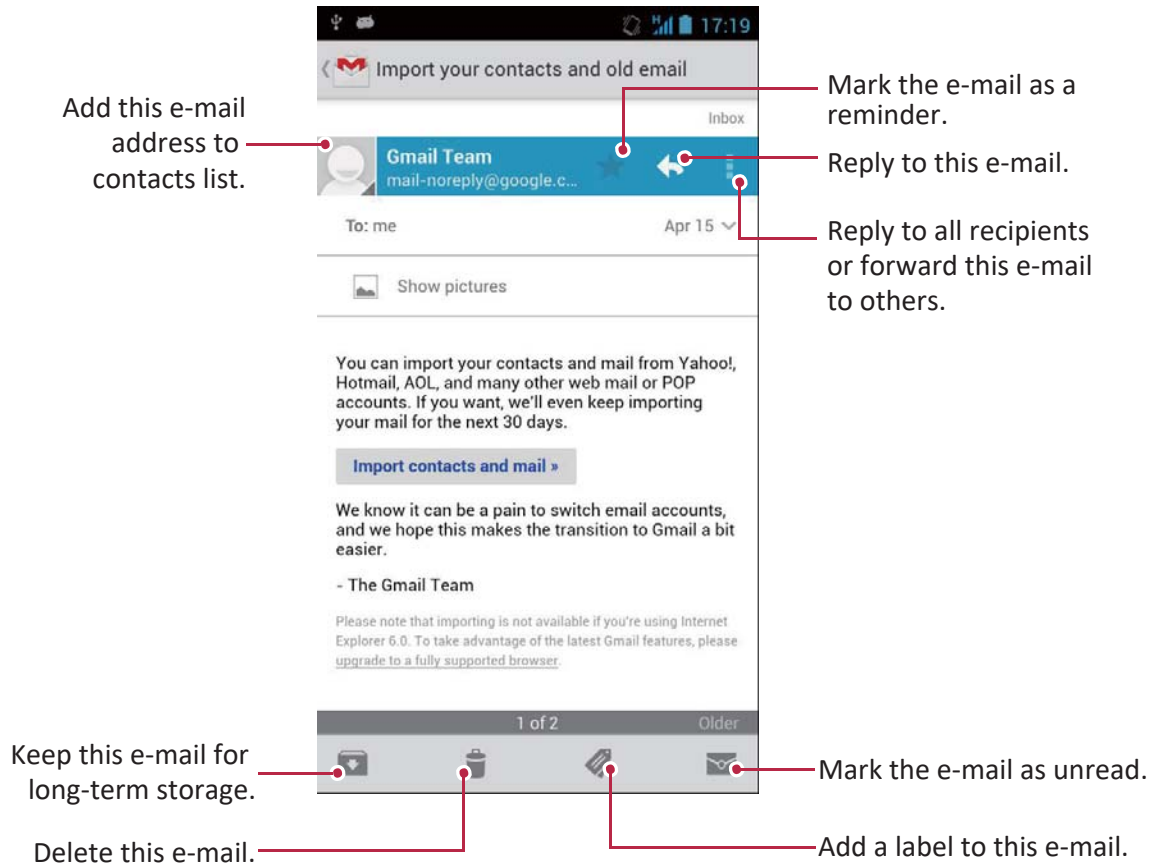 17:19
Import your contacts and old email
Inbox
Gmail Team
mail-noreply@google.c...
To: me
Apr 15
Show pictures
You can import your contacts and mail from Yahoo!,
Hotmail, AOL, and many other web mail or POP
accounts. If you want, we'll even keep importing
your mail for the next 30 days.
Import contacts and mail »
We know it can be a pain to switch email accounts,
and we hope this makes the transition to Gmail a bit
easier.
- The Gmail Team
Please note that importing is not available if you're using Internet
Explorer 6.0. To take advantage of the latest Gmail features, please
upgrade to a fully supported browser.
1 of 2
Older
Add this e-mail
address to
contacts list.
Mark the e-mail as a
reminder.
Reply to this e-mail.
Reply to all recipients
or forward this e-mail
to others.
Keep this e-mail for
long-term storage.
Delete this e-mail.
Mark the e-mail as unread.
Add a label to this e-mail.
H